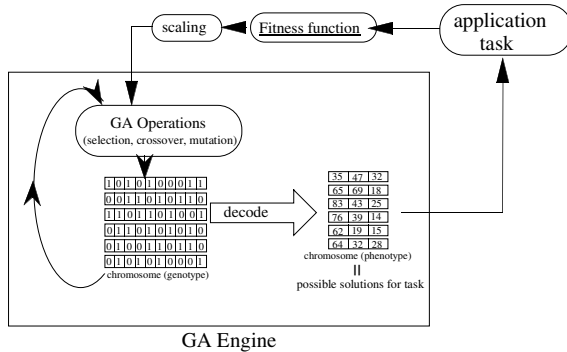 scaling
Fitness function
application
task
GA Operations
(selection, crossover, mutation)
1 0 1 0 1 0 0 0 1 1
0 0 1 1 0 1 0 1 1 0
1 1 0 1 0 1 0 0 1
0 1 1 0 1 0 1 0
0 1 0 0 1 0 1 1 0
0 1 0 1 0 1 0 0 0 1
decode
35 47 32
65 69 18
83 43 25
76 39 14
62 19 15
64 32 28
chromosome (genotype)
chromosome (phenotype)
=
possible solutions for task
GA Engine